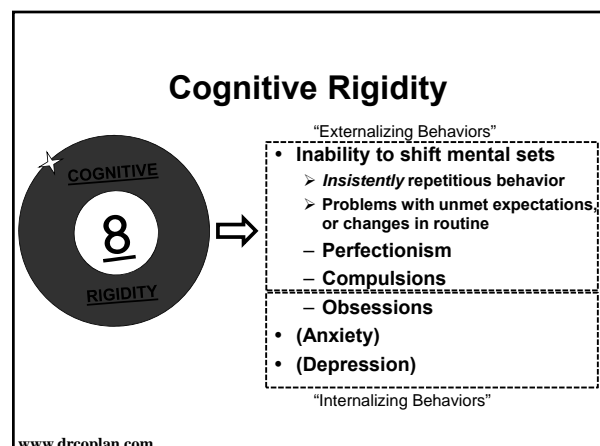 Cognitive Rigidity
COGNITIVE
8
RIGIDITY
“Externalizing Behaviors”
• Inability to shift mental sets
➢ Insistently repetitious behavior
➢ Problems with unmet expectations,
or changes in routine
– Perfectionism
– Compulsions
– Obsessions
• (Anxiety)
• (Depression)
“Internalizing Behaviors”
www.drcoplan.com